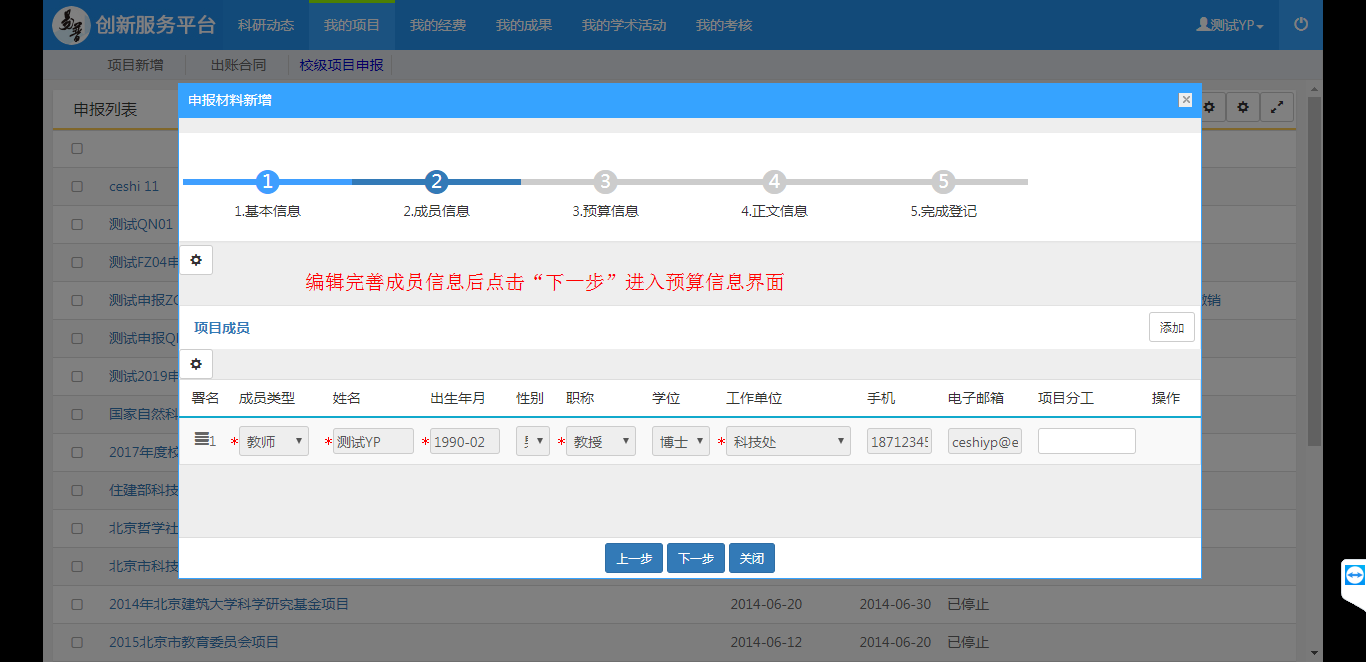 创新服务平台 科研动态 我的项目 我的经费 我的成果 我的学术活动 我的考核 测试YP
项目新增 出账合同 校级项目申报
申报列表
申报材料新增
1 2 3 4 5
1.基本信息 2.成员信息 3.预算信息 4.正文信息 5.完成登记
编辑完善成员信息后点击“下一步”进入预算信息界面
项目成员 添加
署名 成员类型 姓名 出生年月 性别 职称 学位 工作单位 手机 电子邮箱 项目分工 操作
1 * 教师 * 测试YP * 1990-02 * 教授 博士 * 科技处 18712345 ceshiyp@e
上一步 下一步 关闭
ceshi 11
测试QN01
测试FZ04申
测试申报ZC
测试申报QI
测试2019申
国家自然科
2017年度校
住建部科技
北京哲学社
北京市科技
2014年北京建筑大学科学研究基金项目 2014-06-20 2014-06-30 已停止
2015北京市教育委员会项目 2014-06-12 2014-06-20 已停止